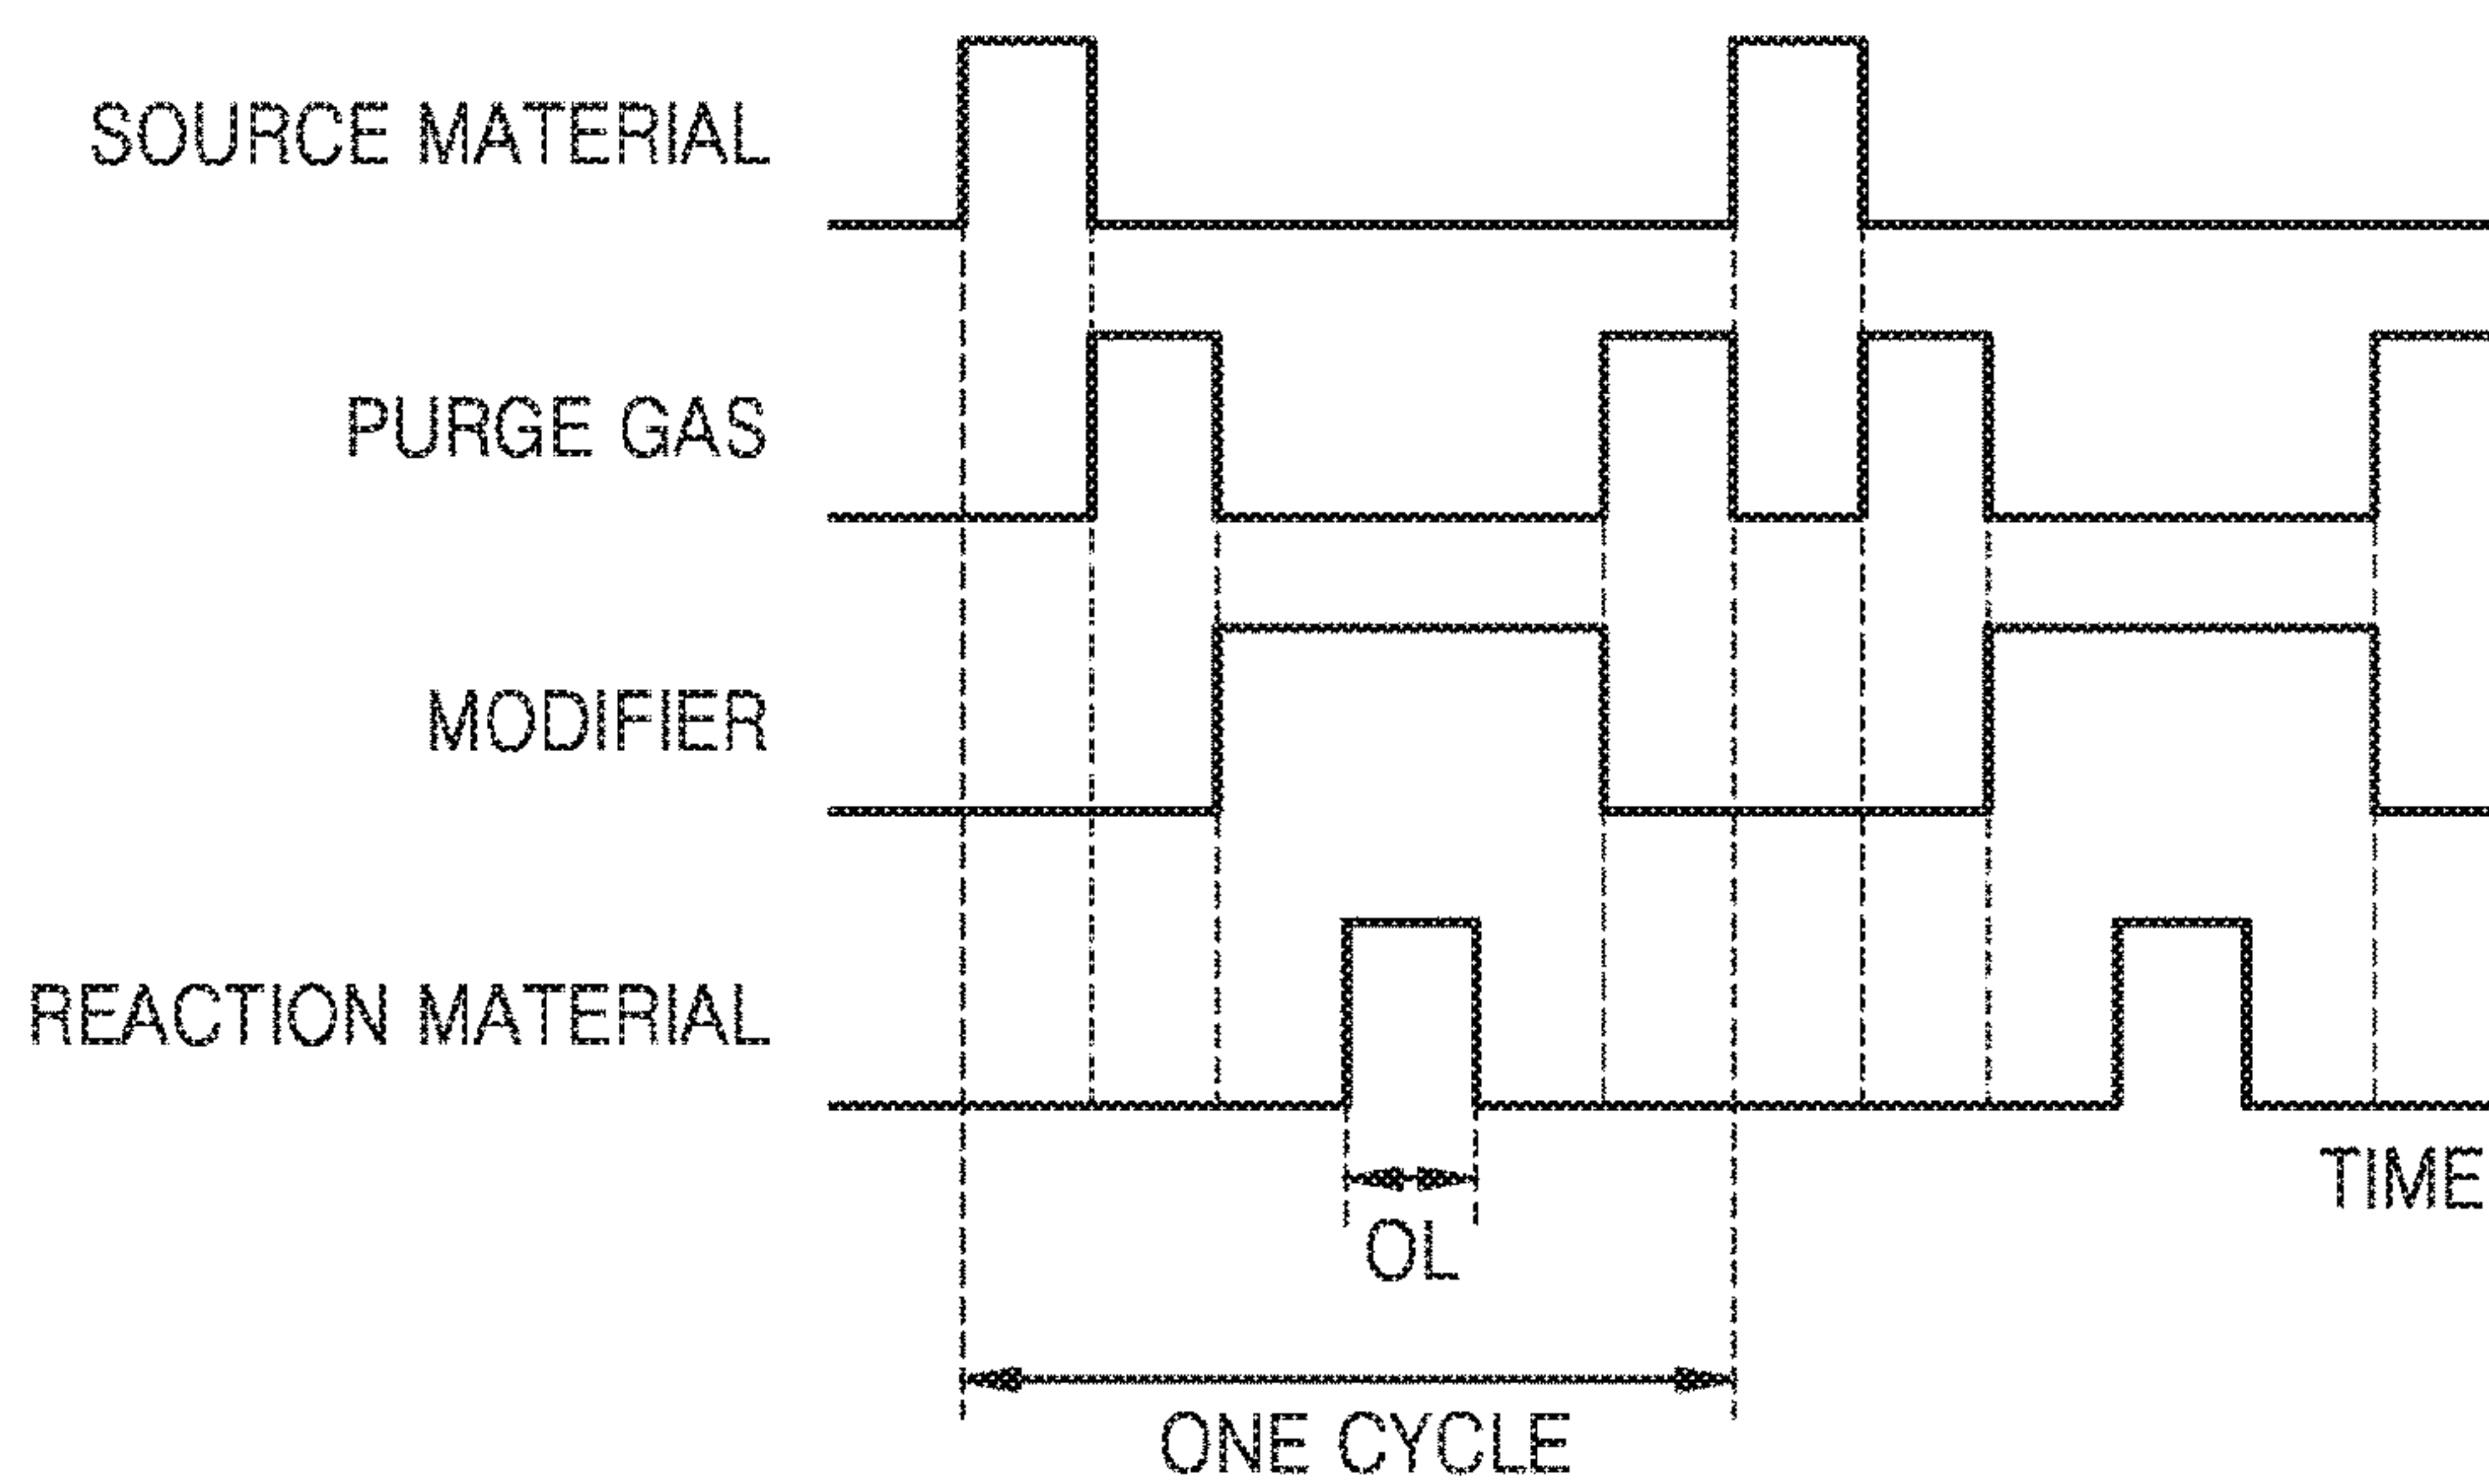 SOURCE MATERIAL
PURGE GAS
MODIFIER
REACTION MATERIAL
TIME
OL
ONE CYCLE